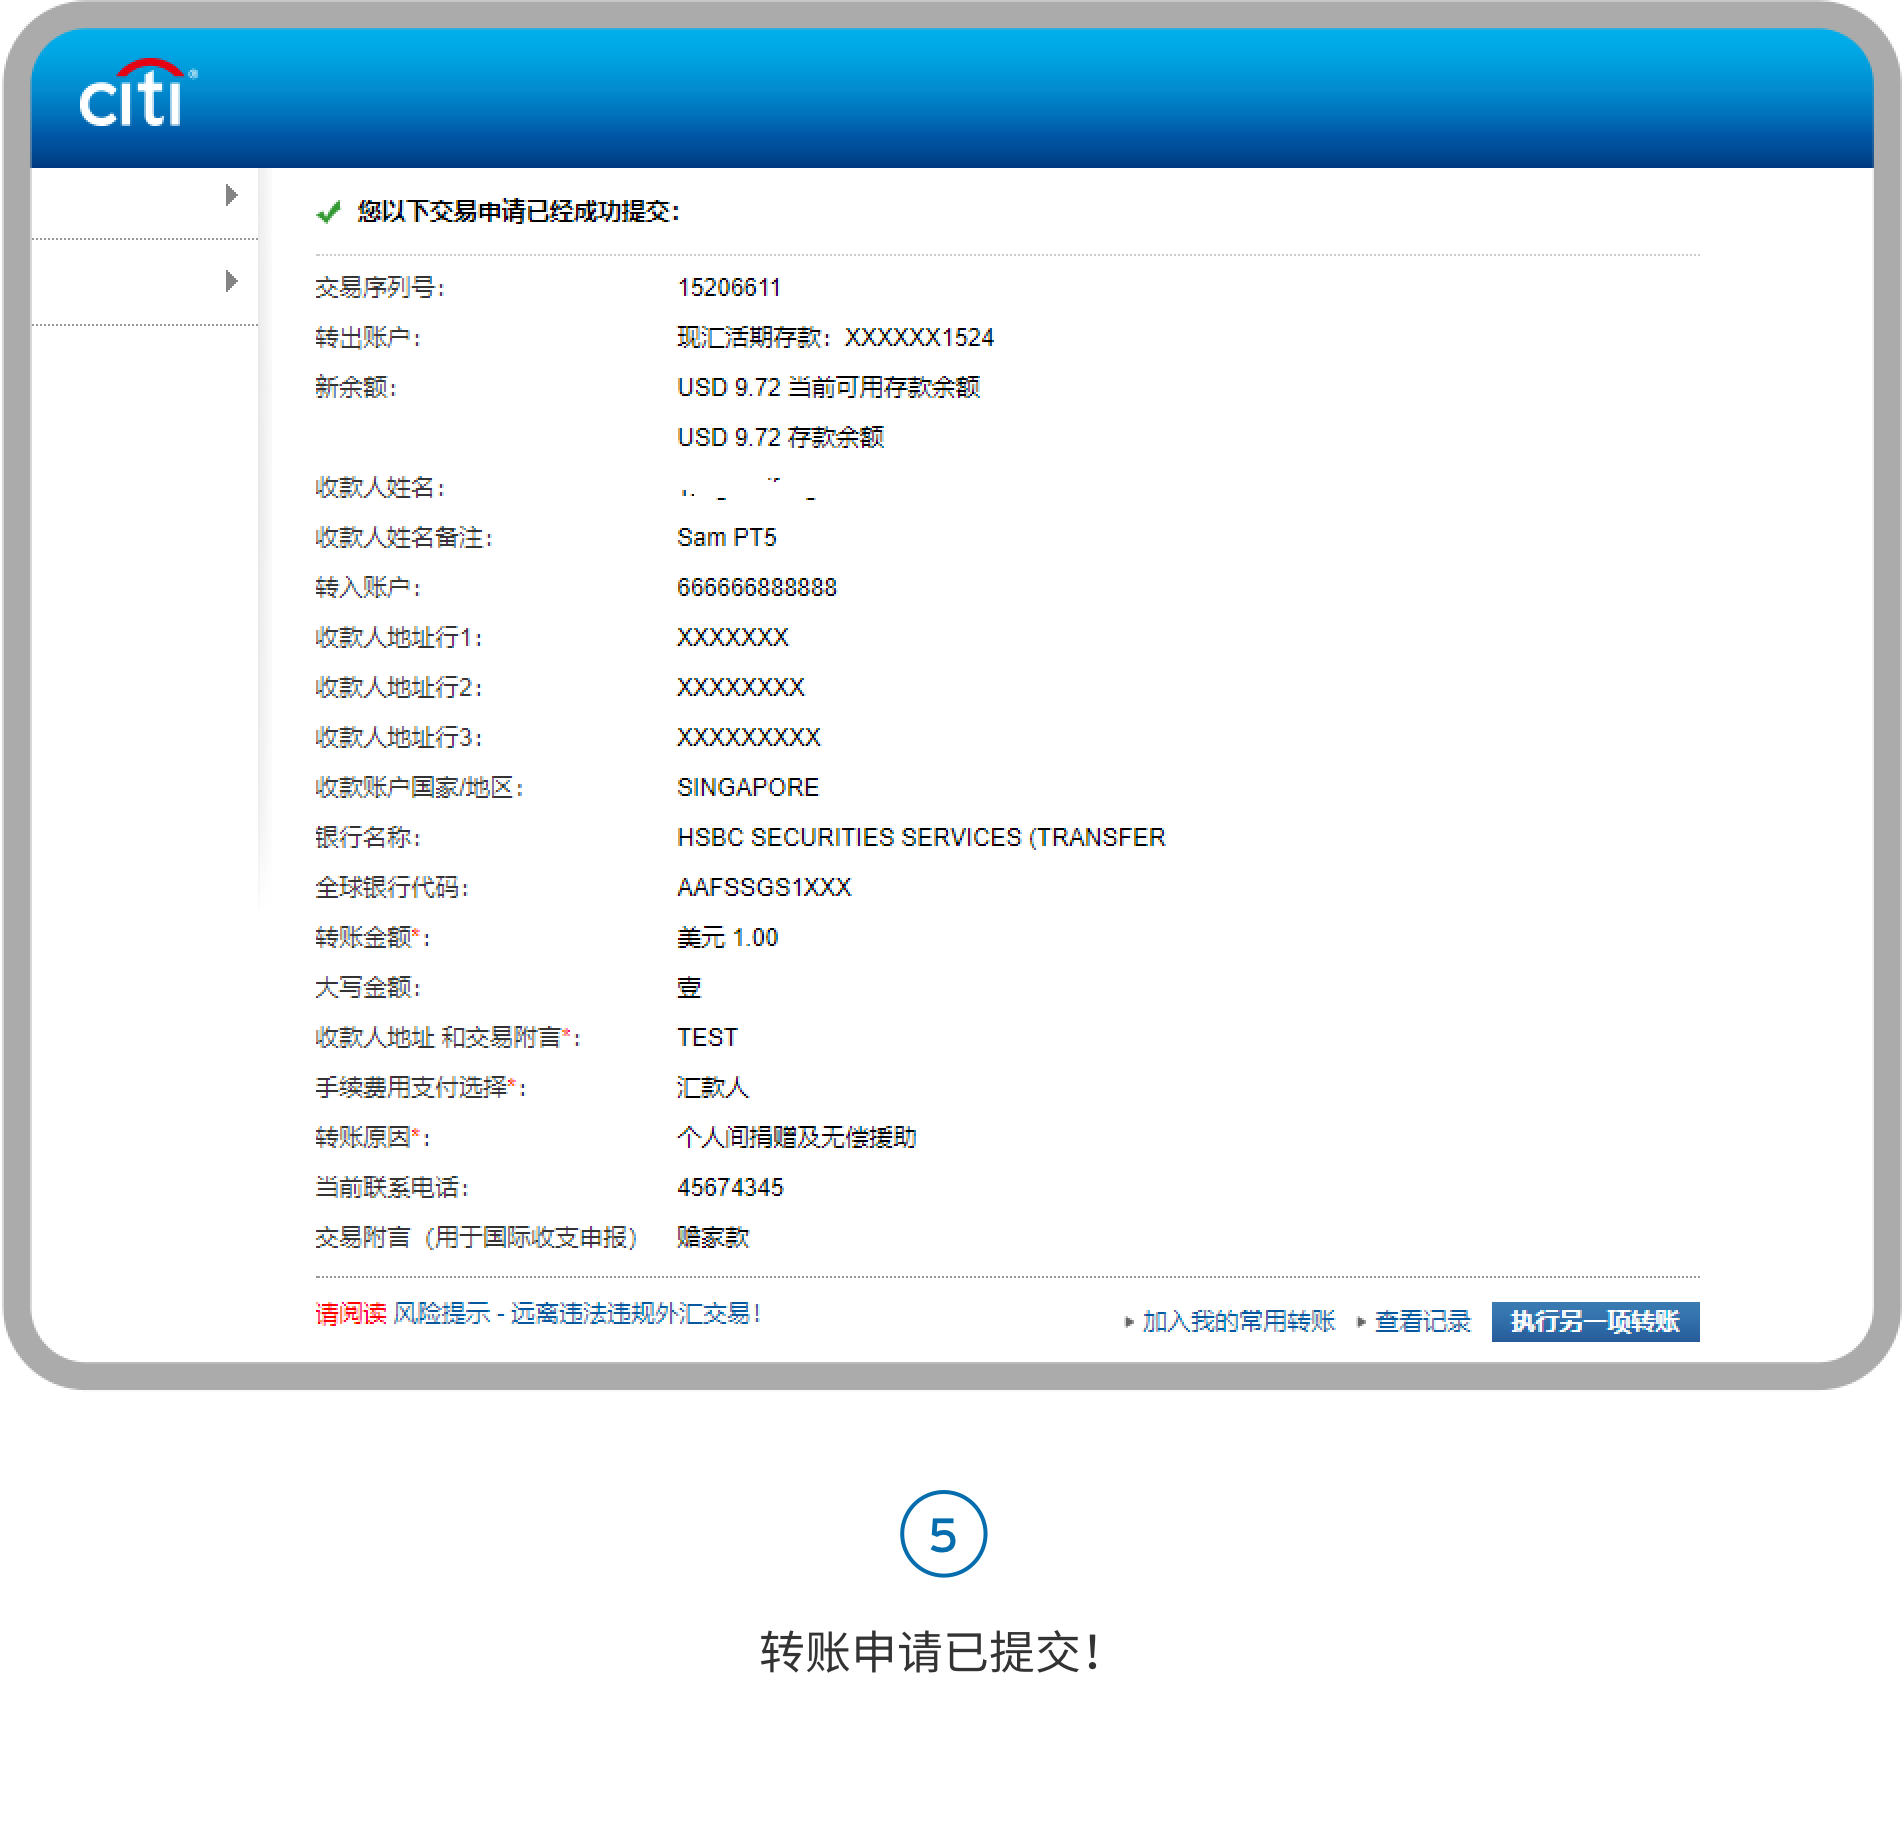 citi®
您以下交易申请已经成功提交：
交易序列号： 15206611
转出账户： 现汇活期存款：XXXXXX1524
新余额： USD 9.72 当前可用存款余额
USD 9.72 存款余额
收款人姓名：
收款人姓名备注： Sam PT5
转入账户： 666666888888
收款人地址行1： XXXXXXX
收款人地址行2： XXXXXXXX
收款人地址行3： XXXXXXXXX
收款账户国家/地区： SINGAPORE
银行名称： HSBC SECURITIES SERVICES (TRANSFER
全球银行代码： AAFSSGS1XXX
转账金额*： 美元 1.00
大写金额： 壹
收款人地址 和交易附言*： TEST
手续费用支付选择*： 汇款人
转账原因*： 个人间捐赠及无偿援助
当前联系电话： 45674345
交易附言（用于国际收支申报） 赡家款
请阅读 风险提示 - 远离违法违规外汇交易！ 加入我的常用转账 查看记录 执行另一项转账
5
转账申请已提交！